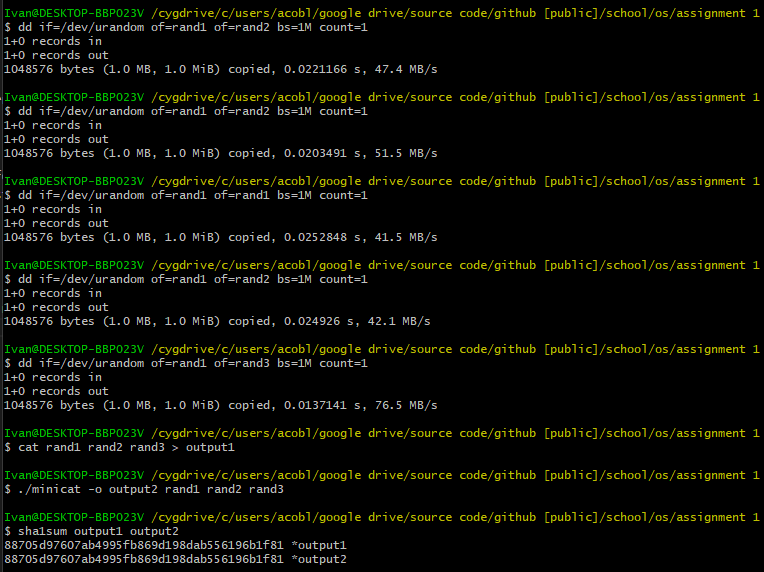 Ivan@DESKTOP-BBPO23V /cygdrive/c/users/acobl/google drive/source code/github [public]/school/os/assignment 1
$ dd if=/dev/urandom of=rand1 of=rand2 bs=1M count=1
1+0 records in
1+0 records out
1048576 bytes (1.0 MB, 1.0 MiB) copied, 0.0221166 s, 47.4 MB/s
Ivan@DESKTOP-BBPO23V /cygdrive/c/users/acobl/google drive/source code/github [public]/school/os/assignment 1
$ dd if=/dev/urandom of=rand1 of=rand2 bs=1M count=1
1+0 records in
1+0 records out
1048576 bytes (1.0 MB, 1.0 MiB) copied, 0.0203491 s, 51.5 MB/s
Ivan@DESKTOP-BBPO23V /cygdrive/c/users/acobl/google drive/source code/github [public]/school/os/assignment 1
$ dd if=/dev/urandom of=rand1 of=rand1 bs=1M count=1
1+0 records in
1+0 records out
1048576 bytes (1.0 MB, 1.0 MiB) copied, 0.0252848 s, 41.5 MB/s
Ivan@DESKTOP-BBPO23V /cygdrive/c/users/acobl/google drive/source code/github [public]/school/os/assignment 1
$ dd if=/dev/urandom of=rand1 of=rand2 bs=1M count=1
1+0 records in
1+0 records out
1048576 bytes (1.0 MB, 1.0 MiB) copied, 0.024926 s, 42.1 MB/s
Ivan@DESKTOP-BBPO23V /cygdrive/c/users/acobl/google drive/source code/github [public]/school/os/assignment 1
$ dd if=/dev/urandom of=rand1 of=rand3 bs=1M count=1
1+0 records in
1+0 records out
1048576 bytes (1.0 MB, 1.0 MiB) copied, 0.0137141 s, 76.5 MB/s
Ivan@DESKTOP-BBPO23V /cygdrive/c/users/acobl/google drive/source code/github [public]/school/os/assignment 1
$ cat rand1 rand2 rand3 > output1
Ivan@DESKTOP-BBPO23V /cygdrive/c/users/acobl/google drive/source code/github [public]/school/os/assignment 1
$ ./minicat -o output2 rand1 rand2 rand3
Ivan@DESKTOP-BBPO23V /cygdrive/c/users/acobl/google drive/source code/github [public]/school/os/assignment 1
$ sha1sum output1 output2
88705d97607ab4995fb869d198dab556196b1f81 *output1
88705d97607ab4995fb869d198dab556196b1f81 *output2